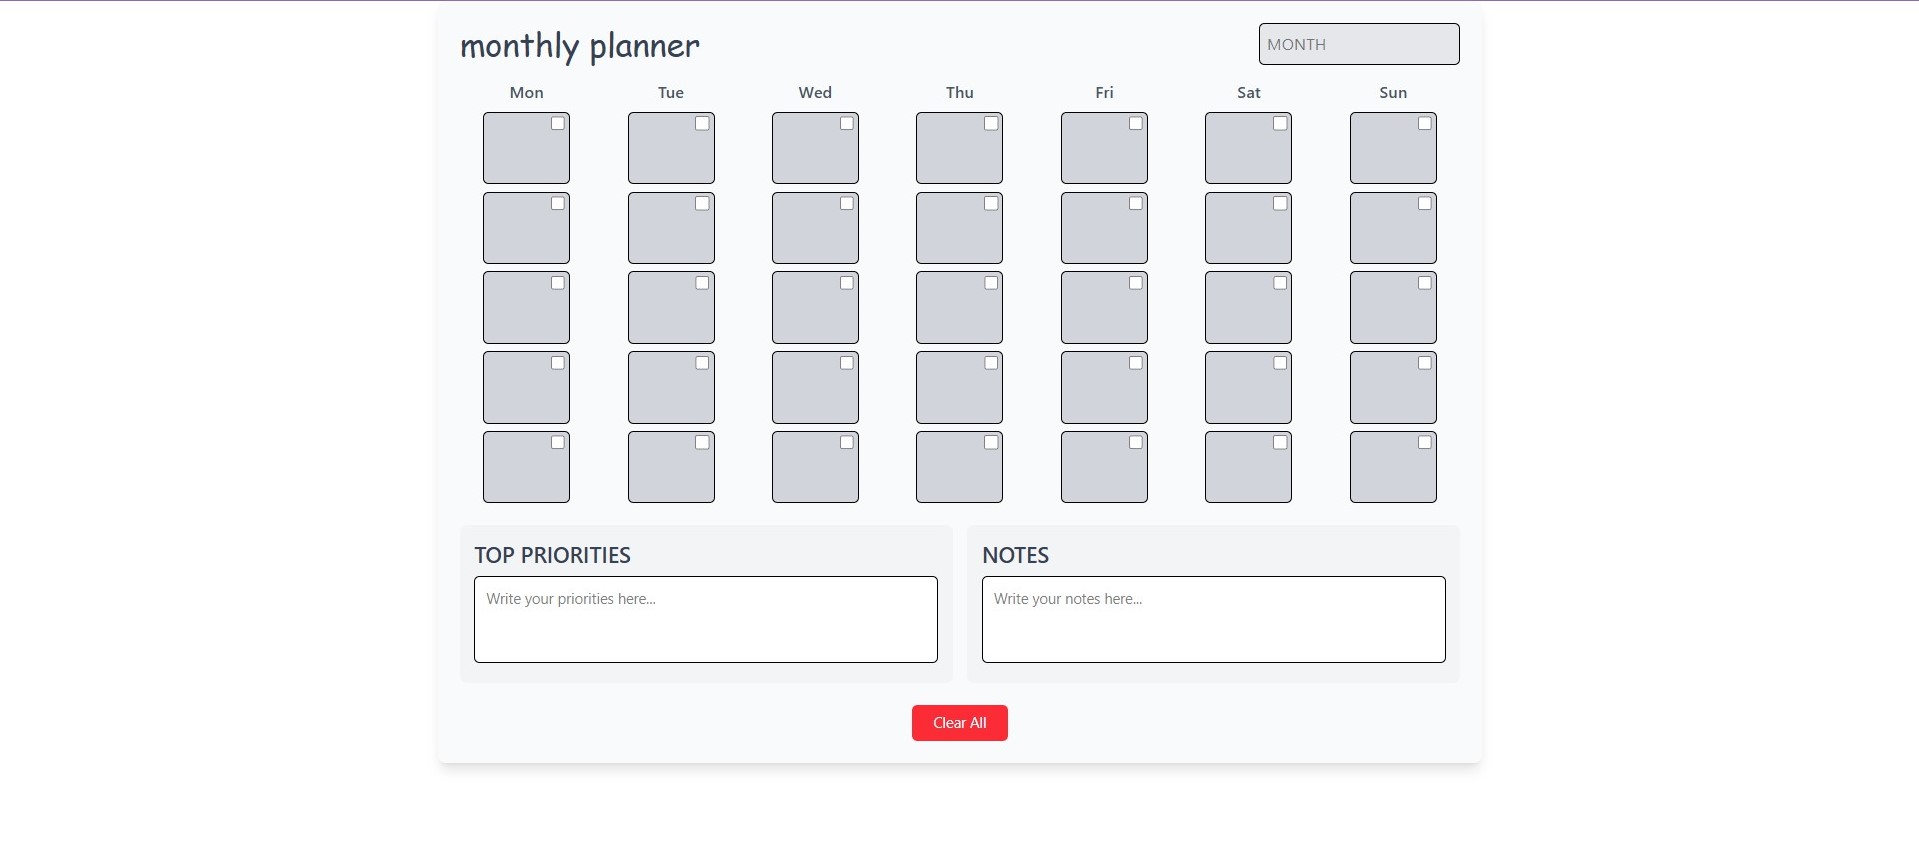 monthly planner
MONTH
Mon Tue Wed Thu Fri Sat Sun
TOP PRIORITIES
Write your priorities here...
NOTES
Write your notes here...
Clear All